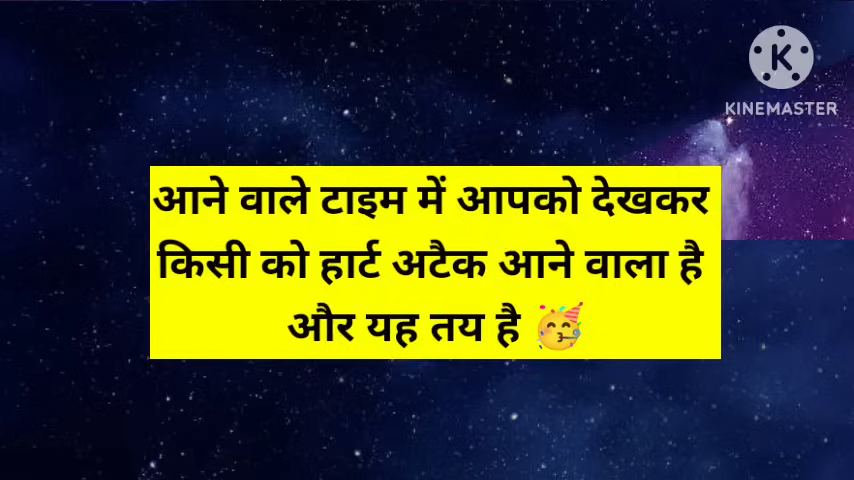 K
KINEMASTER
आने वाले टाइम में आपको देखकर
किसी को हार्ट अटैक आने वाला है
और यह तय है 🥳